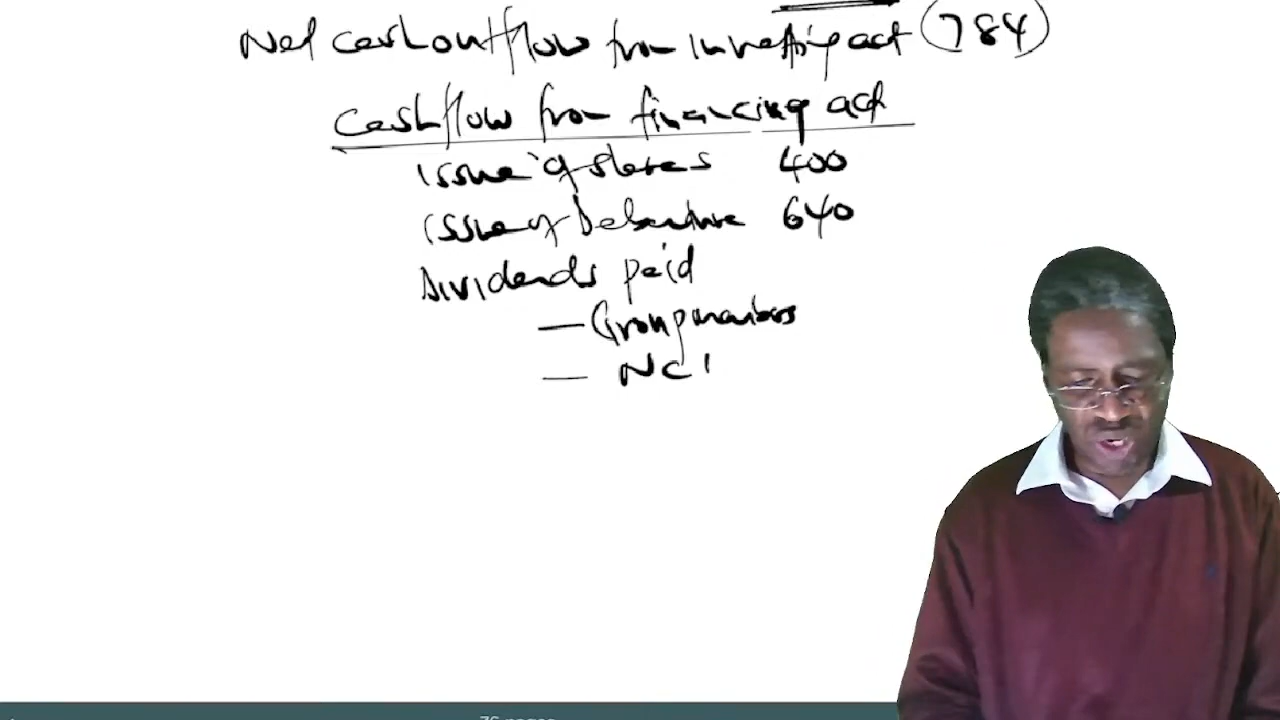 Net cash outflow from investing act (784)
Cashflow from financing act
Issue of shares 400
Issue of Debenture 640
Dividends paid
— Group members
— NCI